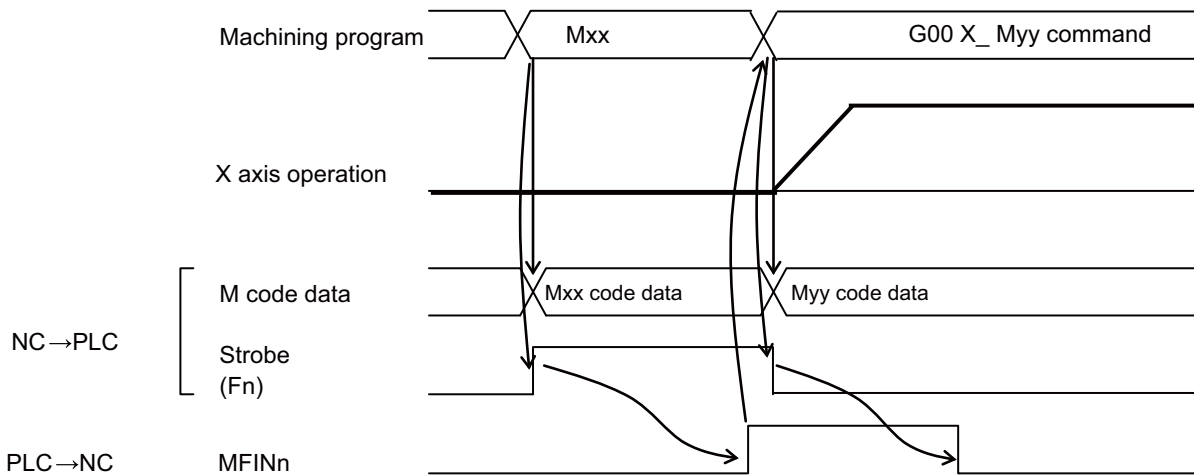 Machining program
Mxx
G00 X_ Myy command
X axis operation
M code data
Mxx code data
Myy code data
NC→PLC
Strobe
(Fn)
PLC→NC
MFINn